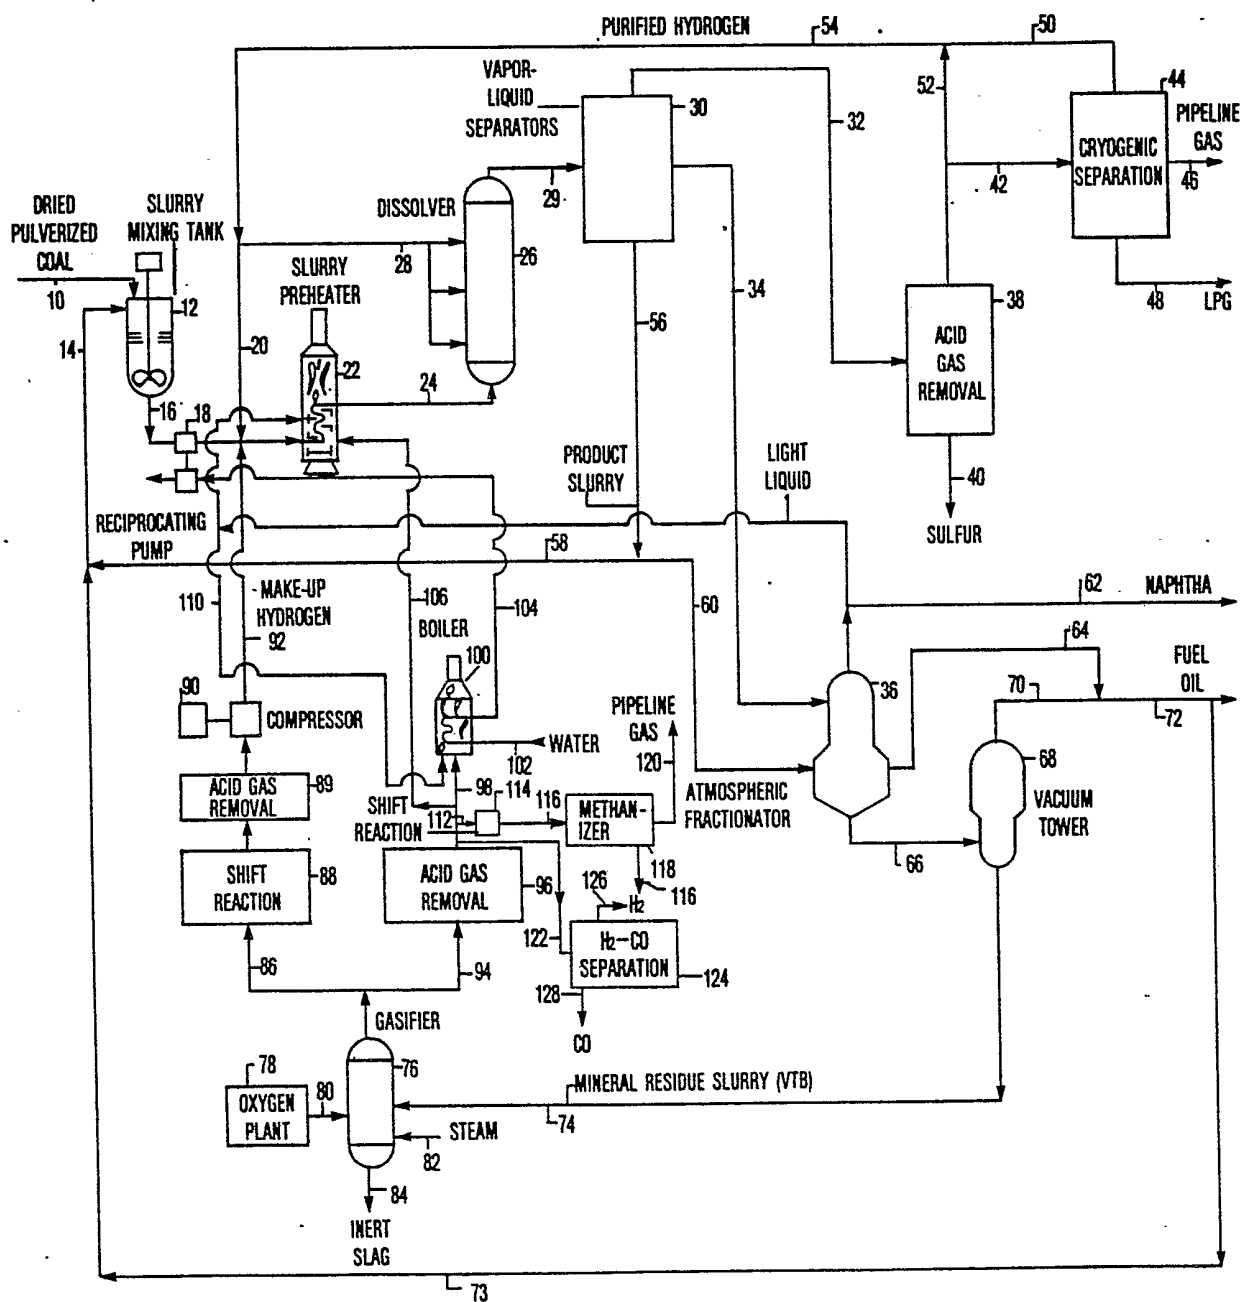 PURIFIED HYDROGEN
54
50
VAPOR-
LIQUID
SEPARATORS
30
52
44
PIPELINE
GAS
32
CRYOGENIC
SEPARATION
29
42
46
DRIED
PULVERIZED
COAL
SLURRY
MIXING TANK
DISSOLVER
26
28
SLURRY
PREHEATER
10
12
34
38
48
LPG
14
20
56
ACID
GAS
REMOVAL
22
24
16
18
PRODUCT
SLURRY
LIGHT
LIQUID
40
SULFUR
RECIPROCATING
PUMP
58
110
MAKE-UP
HYDROGEN
106
104
60
62
NAPHTHA
92
BOILER
100
64
FUEL
OIL
90
COMPRESSOR
36
70
72
PIPELINE
GAS
WATER
102
120
68
ACID GAS
REMOVAL
89
98
114
SHIFT
REACTION
112
116
METHAN-
IZER
ATMOSPHERIC
FRACTIONATOR
VACUUM
TOWER
118
66
SHIFT
REACTION
88
ACID GAS
REMOVAL
96
126
H2
116
122
H2-CO
SEPARATION
124
86
94
128
CO
GASIFIER
78
76
OXYGEN
PLANT
80
MINERAL RESIDUE SLURRY (VTB)
74
STEAM
82
84
INERT
SLAG
73